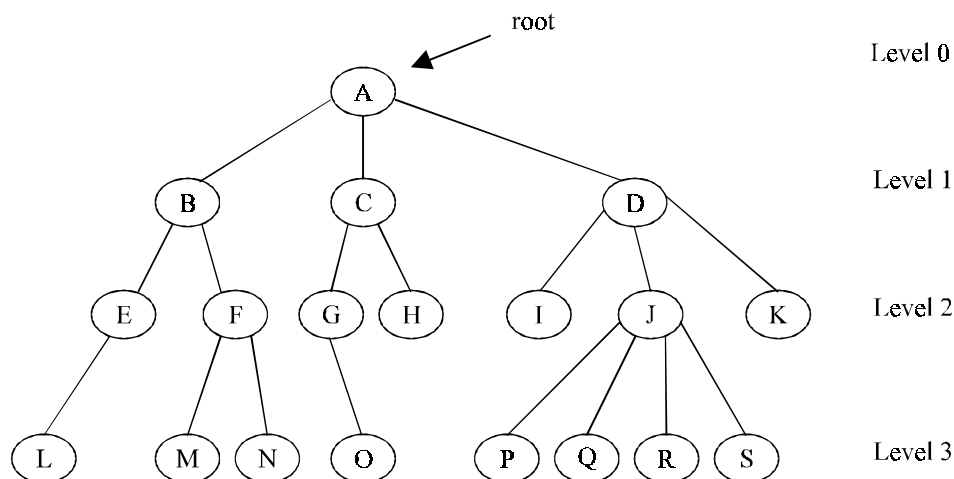 root
Level 0
A
Level 1
B C D
Level 2
E F G H I J K
Level 3
L M N O P Q R S